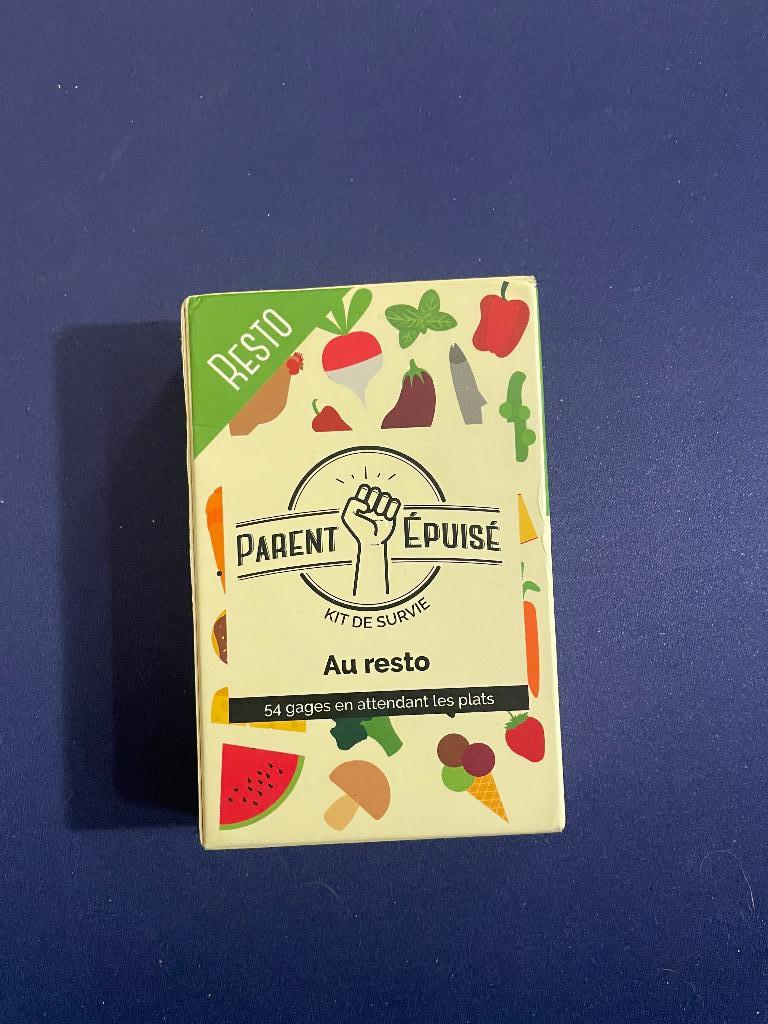 RESTO
PARENT ÉPUISÉ
KIT DE SURVIE
Au resto
54 gages en attendant les plats